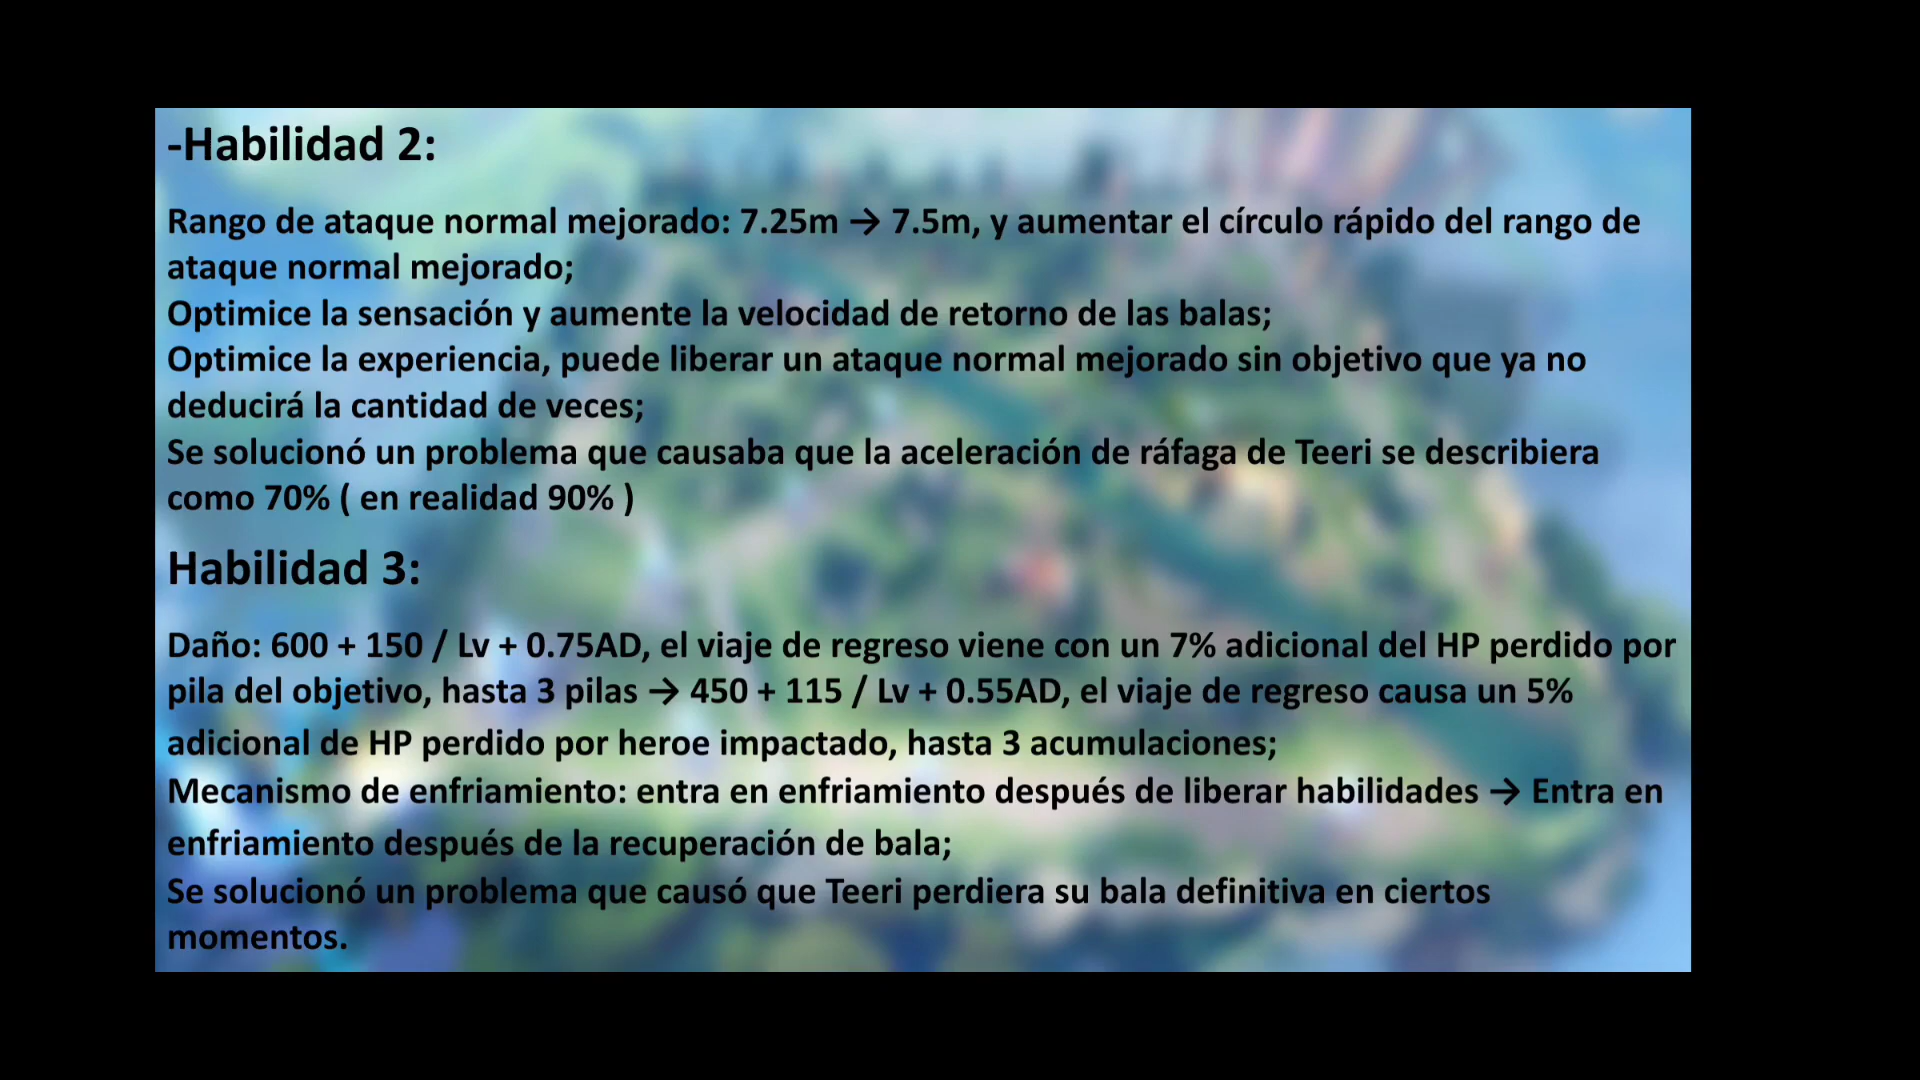 -Habilidad 2:
Rango de ataque normal mejorado: 7.25m → 7.5m, y aumentar el círculo rápido del rango de
ataque normal mejorado;
Optimice la sensación y aumente la velocidad de retorno de las balas;
Optimice la experiencia, puede liberar un ataque normal mejorado sin objetivo que ya no
deducirá la cantidad de veces;
Se solucionó un problema que causaba que la aceleración de ráfaga de Teeri se describiera
como 70% ( en realidad 90% )
Habilidad 3:
Daño: 600 + 150 / Lv + 0.75AD, el viaje de regreso viene con un 7% adicional del HP perdido por
pila del objetivo, hasta 3 pilas → 450 + 115 / Lv + 0.55AD, el viaje de regreso causa un 5%
adicional de HP perdido por heroe impactado, hasta 3 acumulaciones;
Mecanismo de enfriamiento: entra en enfriamiento después de liberar habilidades → Entra en
enfriamiento después de la recuperación de bala;
Se solucionó un problema que causó que Teeri perdiera su bala definitiva en ciertos
momentos.